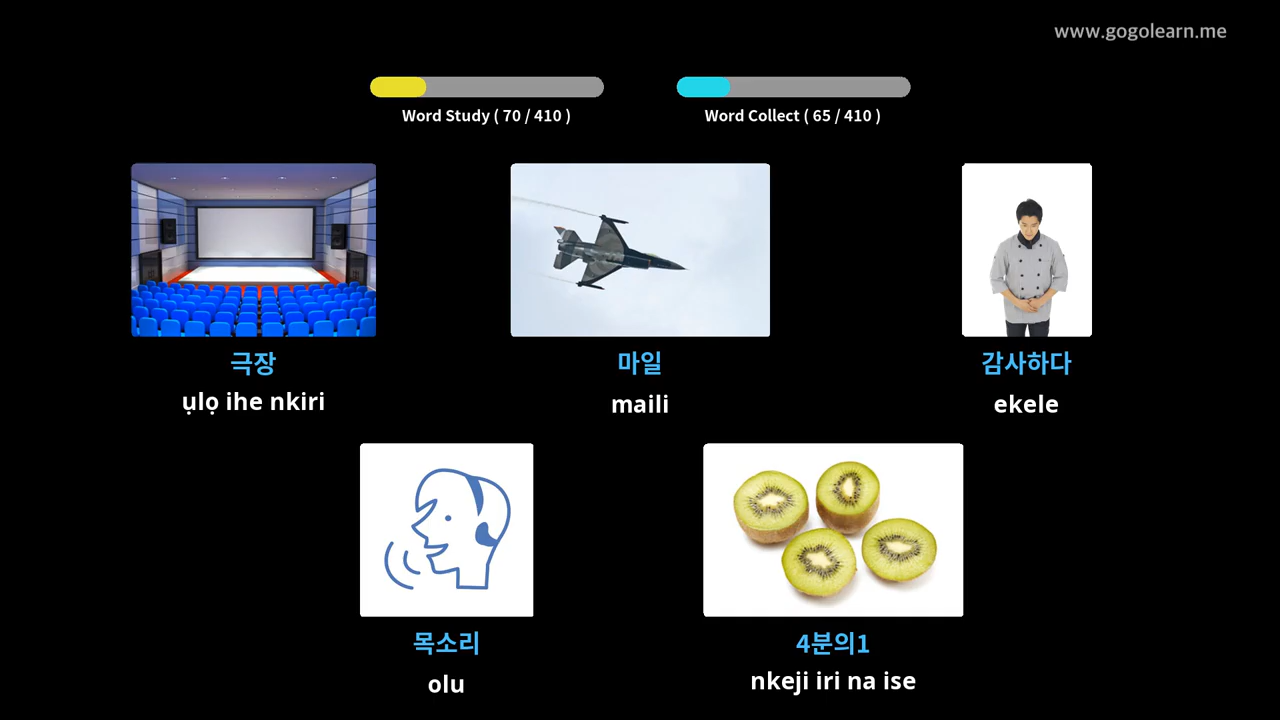 www.gogolearn.me
Word Study ( 70 / 410 )
Word Collect ( 65 / 410 )
극장
마일
감사하다
ụlọ ihe nkiri
maili
ekele
목소리
4분의1
olu
nkeji iri na ise